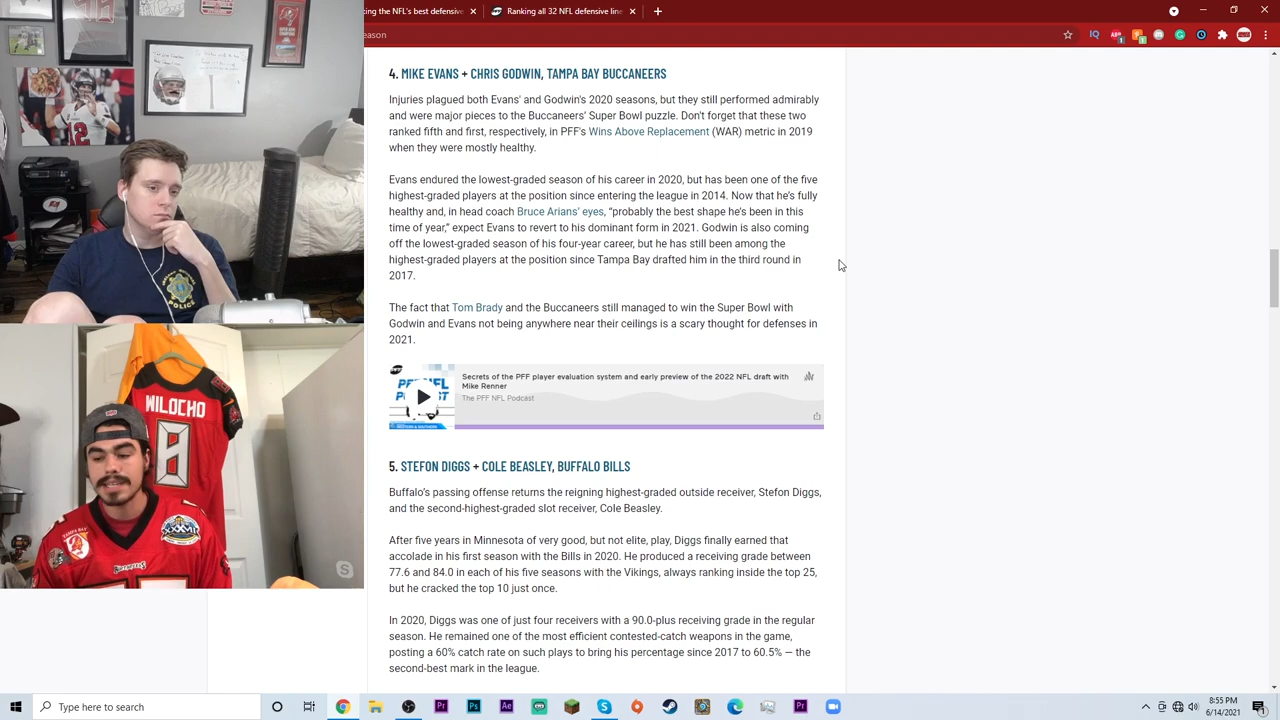 king the NFL's best defensive
Ranking all 32 NFL defensive line
eason
12
POLICE
WILOCHO
8
TAMPA BAY
XXXVII
BUCCANEERS
4. MIKE EVANS + CHRIS GODWIN, TAMPA BAY BUCCANEERS
Injuries plagued both Evans' and Godwin's 2020 seasons, but they still performed admirably
and were major pieces to the Buccaneers' Super Bowl puzzle. Don't forget that these two
ranked fifth and first, respectively, in PFF's Wins Above Replacement (WAR) metric in 2019
when they were mostly healthy.
Evans endured the lowest-graded season of his career in 2020, but has been one of the five
highest-graded players at the position since entering the league in 2014. Now that he's fully
healthy and, in head coach Bruce Arians' eyes, “probably the best shape he's been in this
time of year,” expect Evans to revert to his dominant form in 2021. Godwin is also coming
off the lowest-graded season of his four-year career, but he has still been among the
highest-graded players at the position since Tampa Bay drafted him in the third round in
2017.
The fact that Tom Brady and the Buccaneers still managed to win the Super Bowl with
Godwin and Evans not being anywhere near their ceilings is a scary thought for defenses in
2021.
Secrets of the PFF player evaluation system and early preview of the 2022 NFL draft with
Mike Renner
The PFF NFL Podcast
5. STEFON DIGGS + COLE BEASLEY, BUFFALO BILLS
Buffalo's passing offense returns the reigning highest-graded outside receiver, Stefon Diggs,
and the second-highest-graded slot receiver, Cole Beasley.
After five years in Minnesota of very good, but not elite, play, Diggs finally earned that
accolade in his first season with the Bills in 2020. He produced a receiving grade between
77.6 and 84.0 in each of his five seasons with the Vikings, always ranking inside the top 25,
but he cracked the top 10 just once.
In 2020, Diggs was one of just four receivers with a 90.0-plus receiving grade in the regular
season. He remained one of the most efficient contested-catch weapons in the game,
posting a 60% catch rate on such plays to bring his percentage since 2017 to 60.5% — the
second-best mark in the league.
Type here to search
8:55 PM
6/14/2021